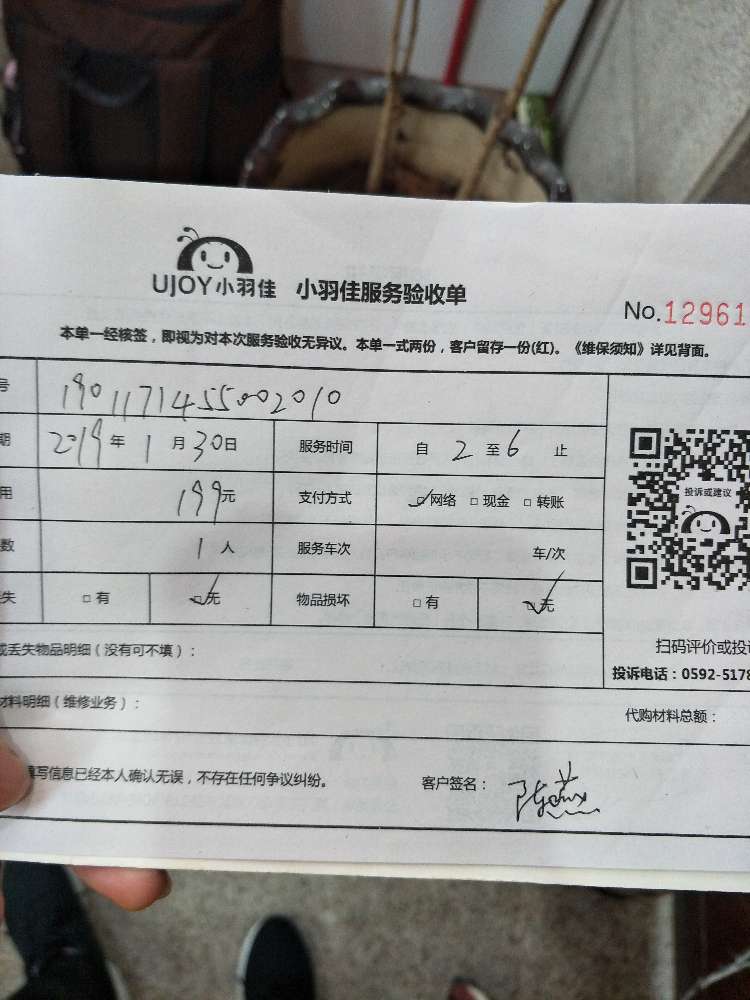 UJOY小羽佳 小羽佳服务验收单
No.12961
本单一经核签，即视为对本次服务验收无异议。本单一式两份，客户留存一份(红)。《维保须知》详见背面。
号 1901171455002010
期 2019年1月30日 服务时间 自2至6止
用 199元 支付方式 ☑网络 □现金 □转账
数 1人 服务车次 车/次
失 □有 ☑无 物品损坏 □有 ☑无
投诉或建议
扫码评价或投诉
投诉电话：0592-5178
或丢失物品明细（没有可不填）：
材料明细（维修业务）： 代购材料总额：
填写信息已经本人确认无误，不存在任何争议纠纷。 客户签名：